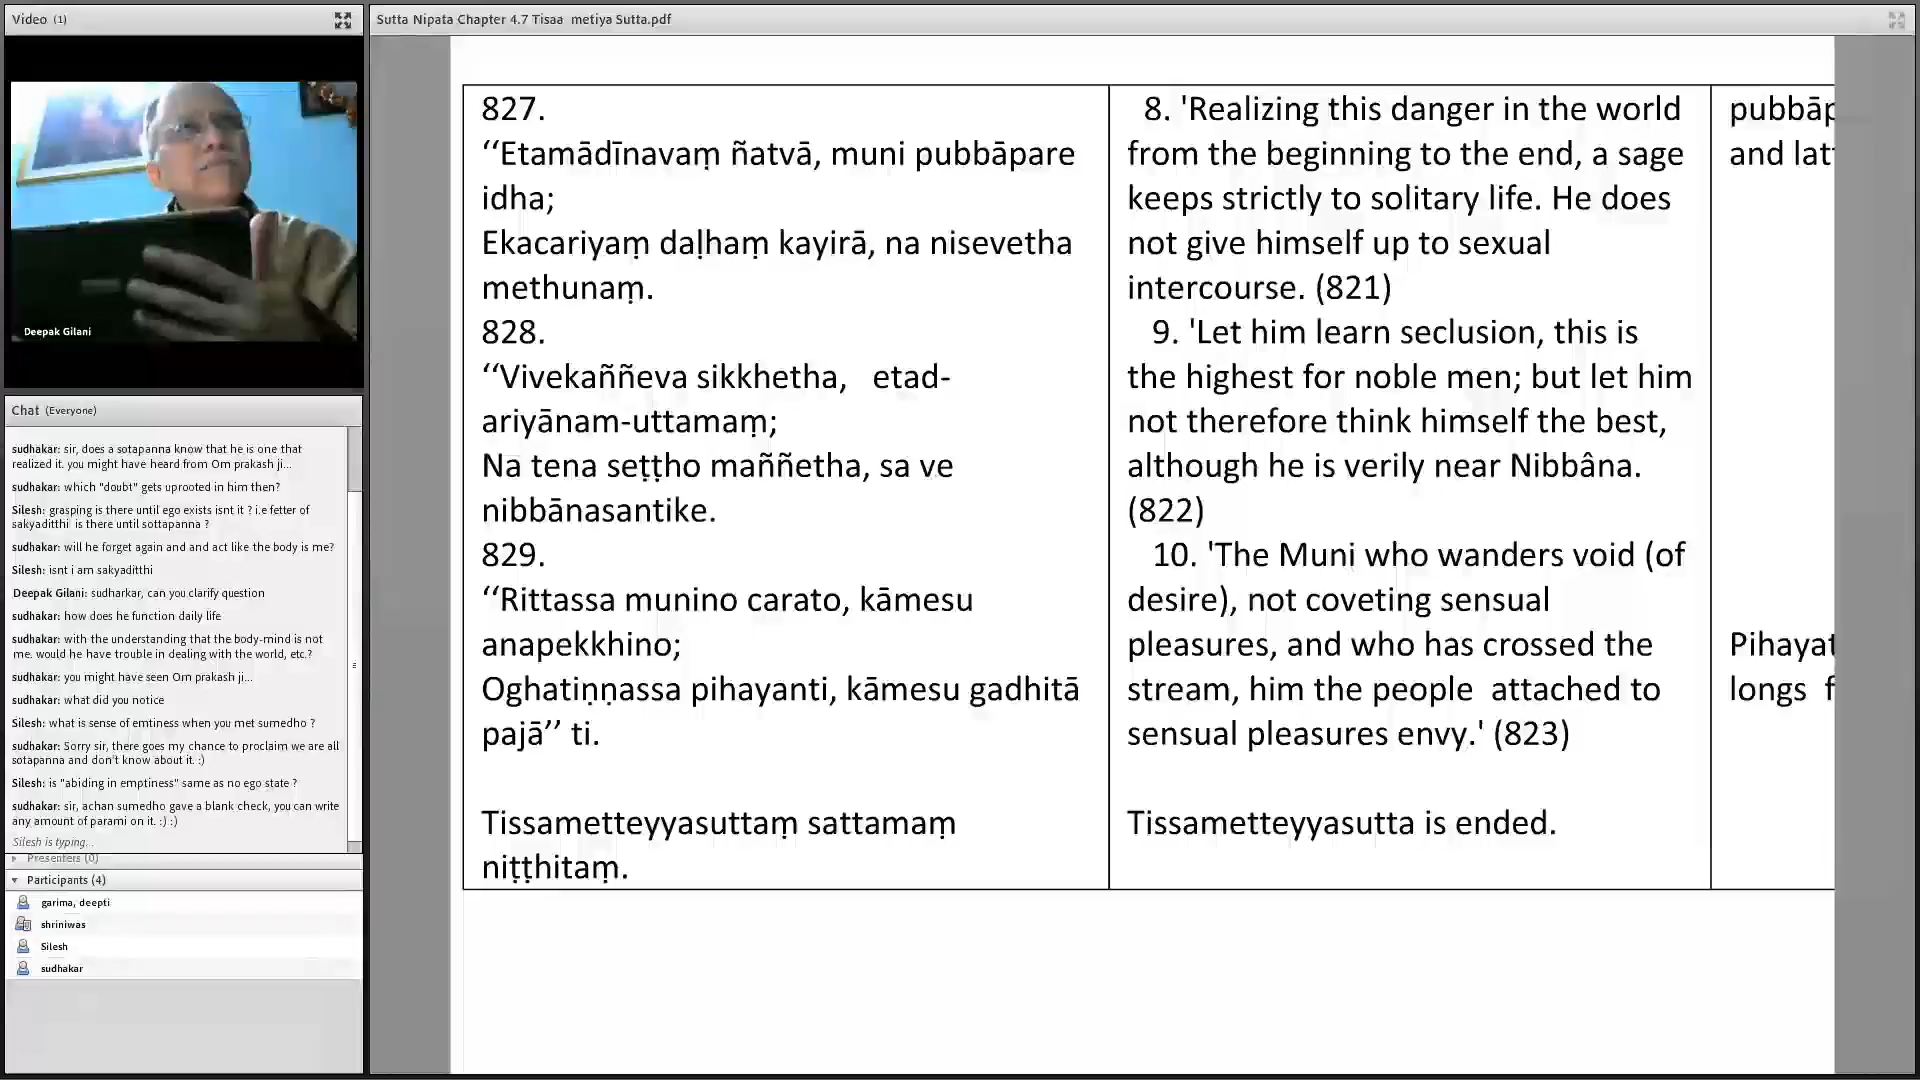 Video (1)
Deepak Gilani
Chat (Everyone)
sudhakar: sir, does a sotapanna know that he is one that
realized it. you might have heard from Om prakash ji...
sudhakar: which "doubt" gets uprooted in him then?
Silesh: grasping is there until ego exists isnt it ? i.e fetter of
sakyaditthi is there until sottapanna ?
sudhakar: will he forget again and and act like the body is me?
Silesh: isnt i am sakyaditthi
Deepak Gilani: sudharkar, can you clarify question
sudhakar: how does he function daily life
sudhakar: with the understanding that the body-mind is not
me. would he have trouble in dealing with the world, etc.?
sudhakar: you might have seen Om prakash ji...
sudhakar: what did you notice
Silesh: what is sense of emtiness when you met sumedho ?
sudhakar: Sorry sir, there goes my chance to proclaim we are all
sotapanna and don't know about it. :)
Silesh: is "abiding in emptiness" same as no ego state ?
sudhakar: sir, achan sumedho gave a blank check, you can write
any amount of parami on it. :) :)
Silesh is typing...
Presenters (0)
Participants (4)
garima, deepti
shriniwas
Silesh
sudhakar
Sutta Nipata Chapter 4.7 Tisaa metiya Sutta.pdf
827.
“Etamādīnavaṃ ñatvā, muni pubbāpare
idha;
Ekacariyaṃ daḷhaṃ kayirā, na nisevetha
methunaṃ.
828.
“Vivekaññeva sikkhetha, etad-
ariyānam-uttamaṃ;
Na tena seṭṭho maññetha, sa ve
nibbānasantike.
829.
“Rittassa munino carato, kāmesu
anapekkhino;
Oghatiṇṇassa pihayanti, kāmesu gadhitā
pajā” ti.
Tissametteyyasuttaṃ sattamaṃ
niṭṭhitaṃ.
8. 'Realizing this danger in the world
from the beginning to the end, a sage
keeps strictly to solitary life. He does
not give himself up to sexual
intercourse. (821)
9. 'Let him learn seclusion, this is
the highest for noble men; but let him
not therefore think himself the best,
although he is verily near Nibbâna.
(822)
10. 'The Muni who wanders void (of
desire), not coveting sensual
pleasures, and who has crossed the
stream, him the people attached to
sensual pleasures envy.' (823)
Tissametteyyasutta is ended.
pubbāp
and lat
Pihayat
longs f